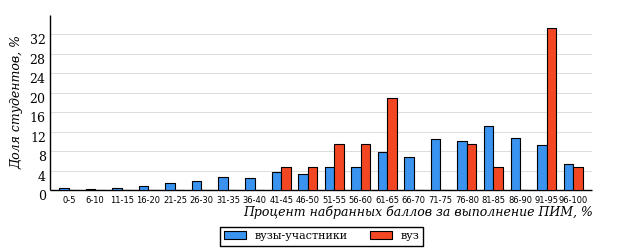 Доля студентов, %
32
28
24
20
16
12
8
4
0
0-5 6-10 11-15 16-20 21-25 26-30 31-35 36-40 41-45 46-50 51-55 56-60 61-65 66-70 71-75 76-80 81-85 86-90 91-95 96-100
Процент набранных баллов за выполнение ПИМ, %
вузы-участники вуз